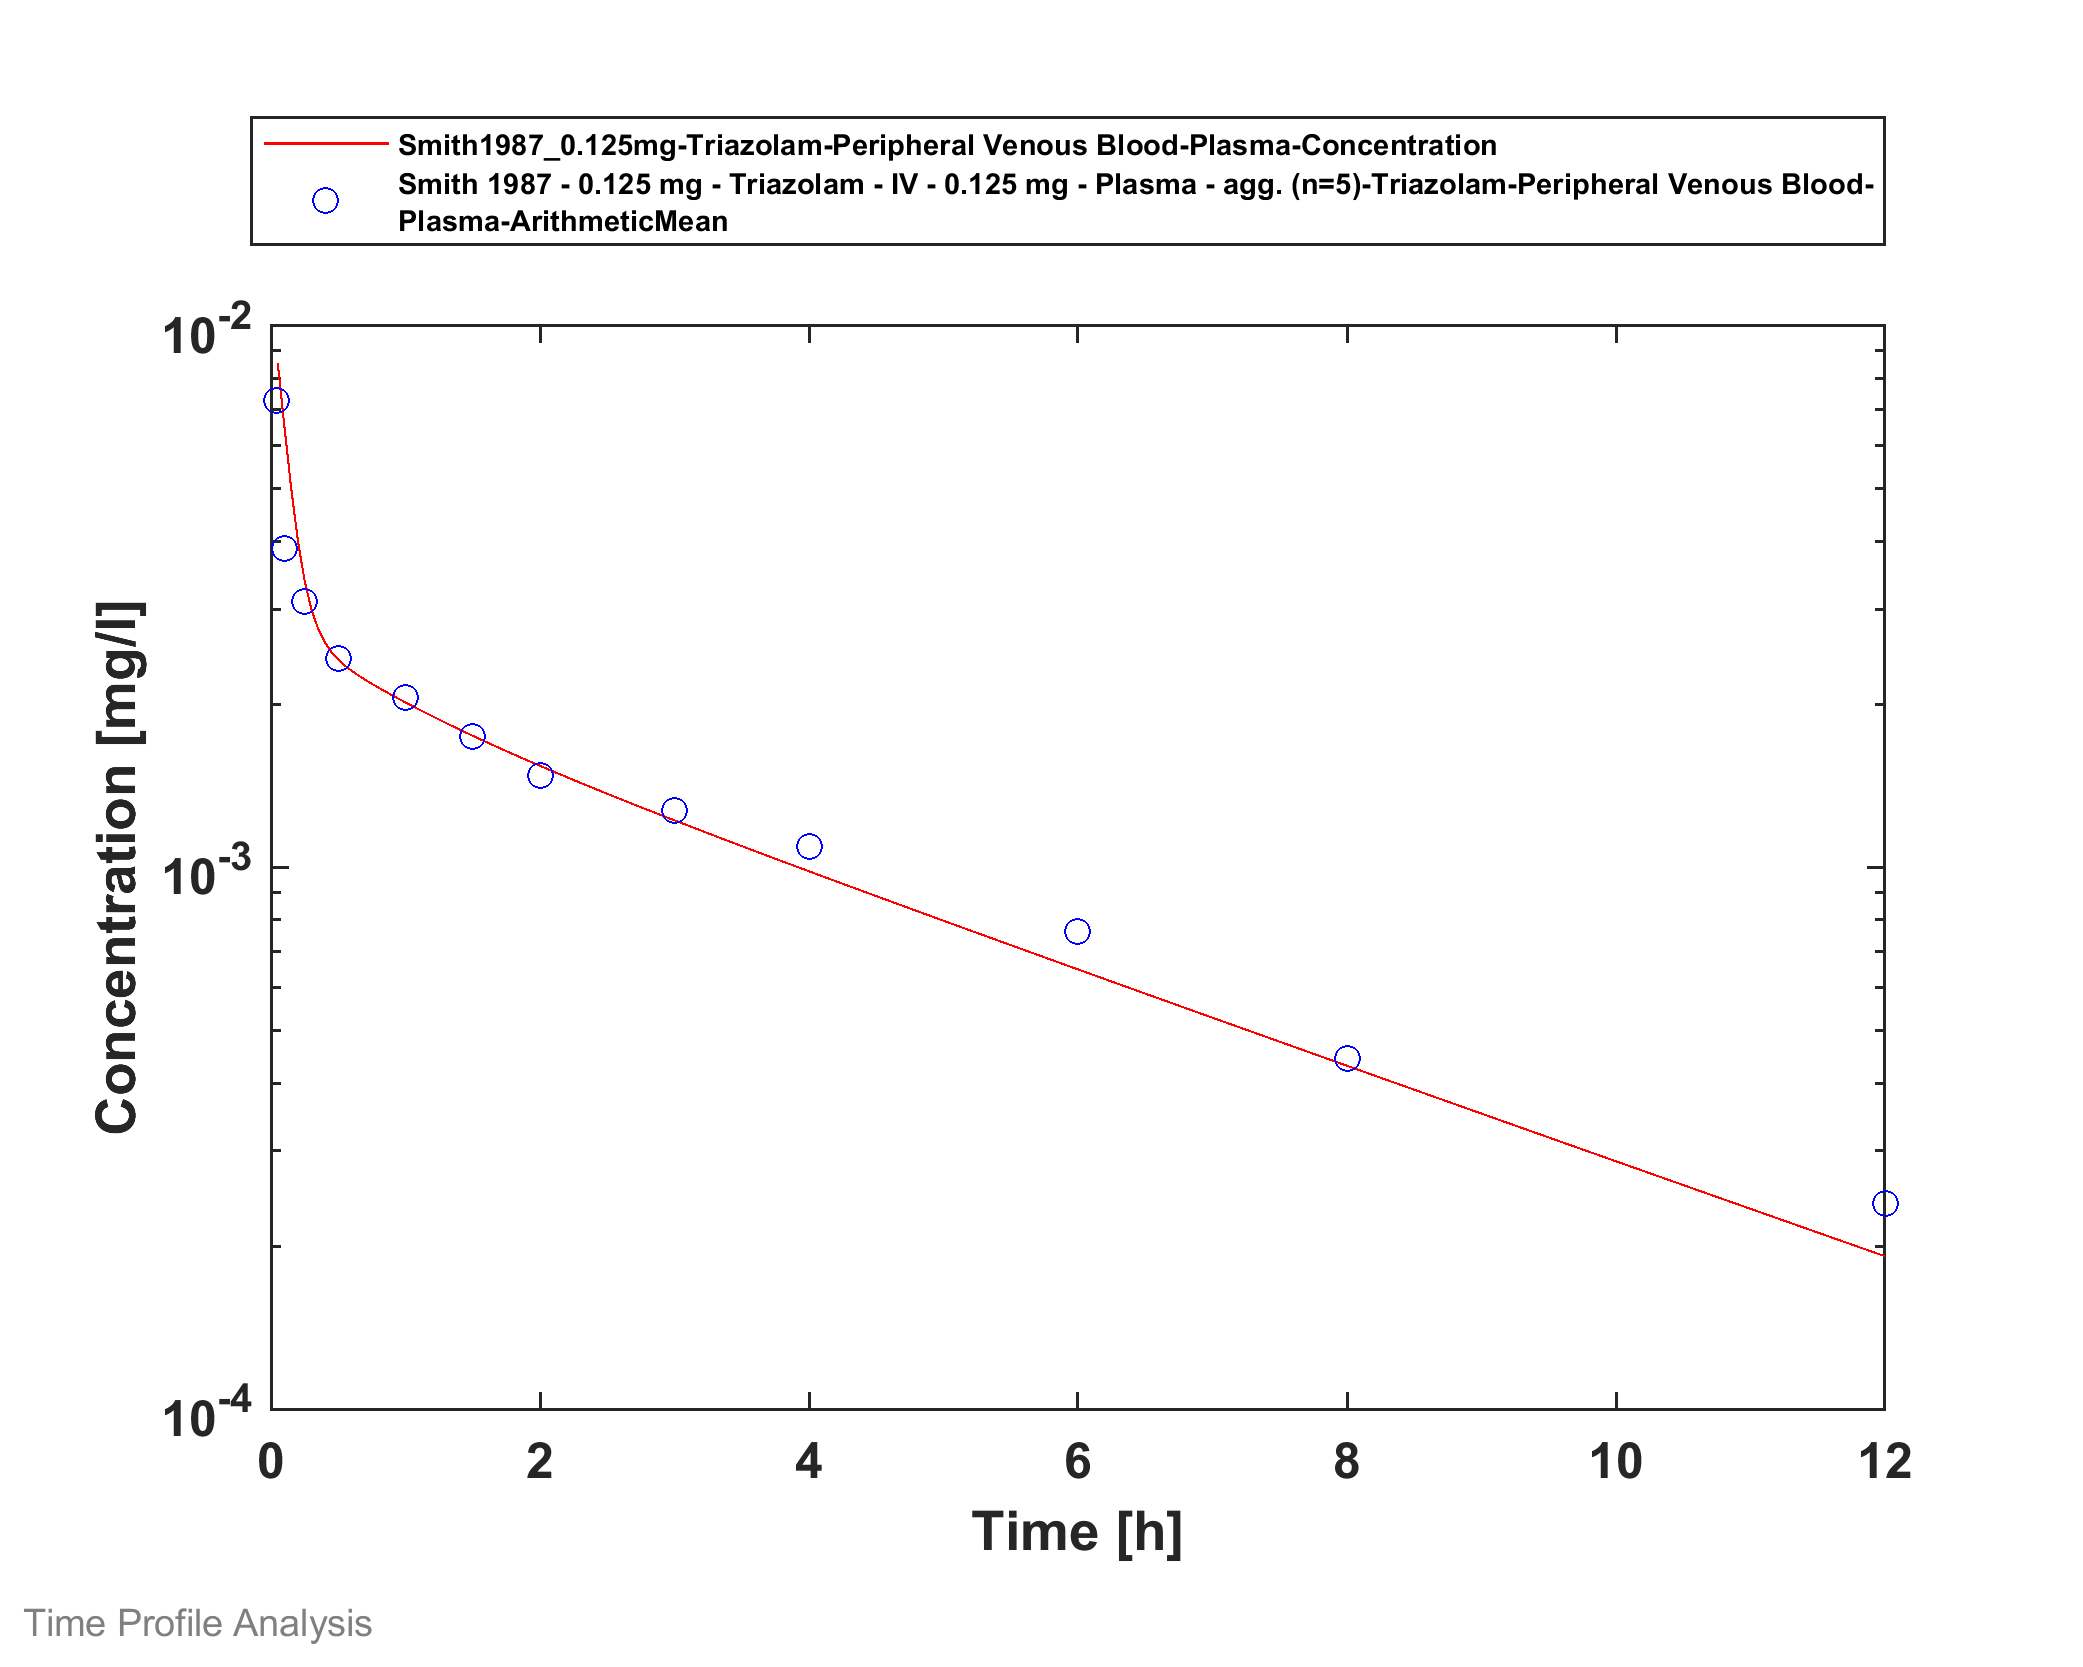 Smith1987_0.125mg-Triazolam-Peripheral Venous Blood-Plasma-Concentration
Smith 1987 - 0.125 mg - Triazolam - IV - 0.125 mg - Plasma - agg. (n=5)-Triazolam-Peripheral Venous Blood-
Plasma-ArithmeticMean
10^-2
10^-3
10^-4
Concentration [mg/l]
0 2 4 6 8 10 12
Time [h]
Time Profile Analysis